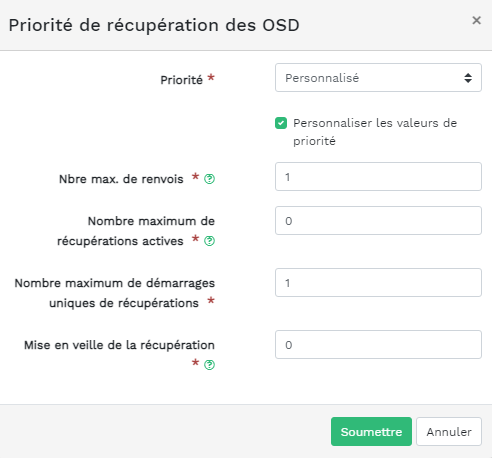 Priorité de récupération des OSD ×
Priorité * Personnalisé
Personnaliser les valeurs de
priorité
Nbre max. de renvois * ? 1
Nombre maximum de
récupérations actives * ? 0
Nombre maximum de démarrages
uniques de récupérations * 1
Mise en veille de la récupération
* ? 0
Soumettre Annuler